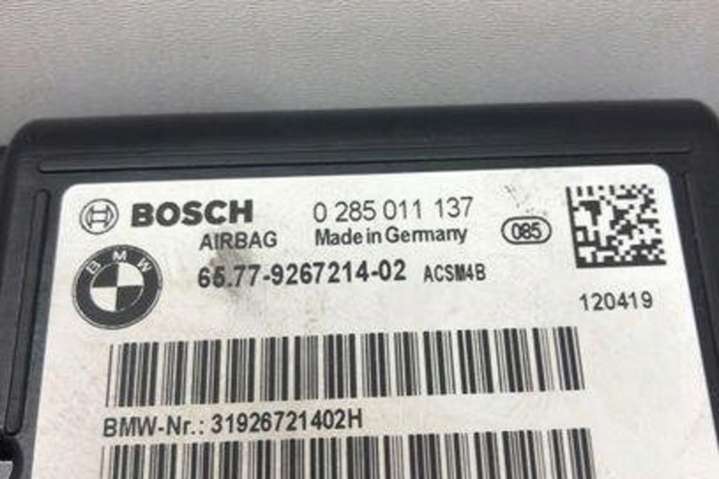 BOSCH 0 285 011 137
AIRBAG Made in Germany 085
BMW 65.77-9267214-02 ACSM4B
120419
BMW-Nr.: 31926721402H